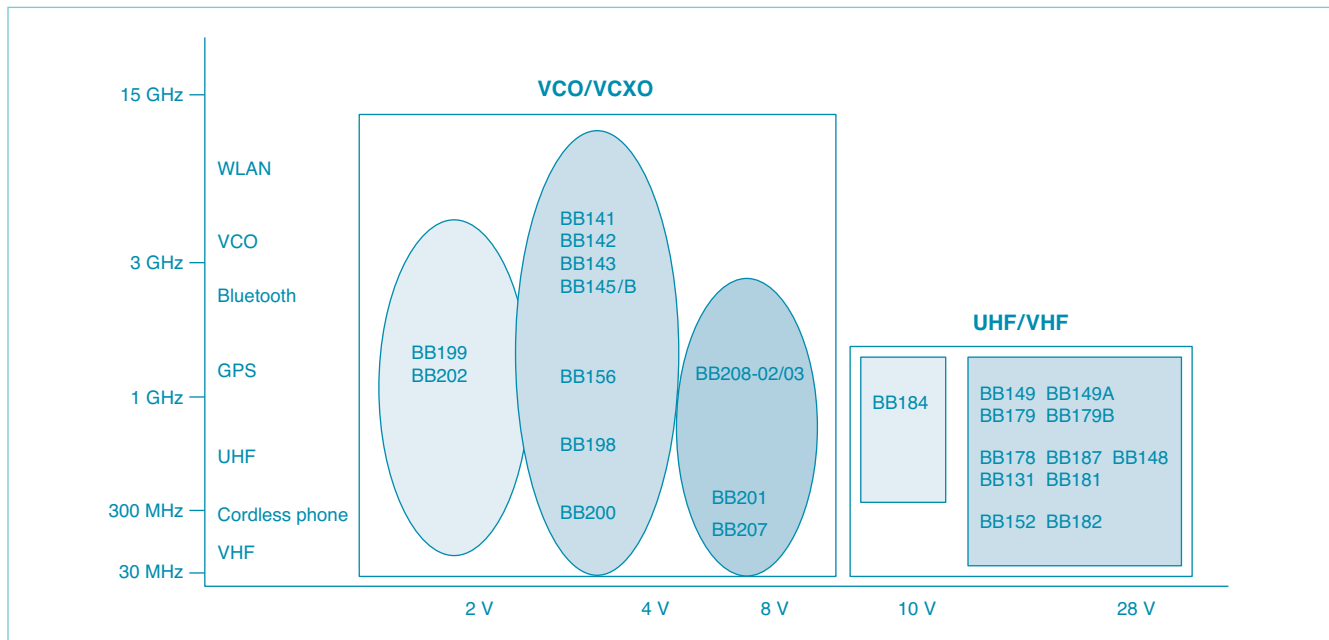 VCO/VCXO
15 GHz
WLAN
BB141
BB142
BB143
BB145/B
VCO
3 GHz
Bluetooth
UHF/VHF
BB199
BB202
BB156
BB208-02/03
GPS
1 GHz
BB184
BB149 BB149A
BB179 BB179B
BB198
UHF
BB178 BB187 BB148
BB131 BB181
300 MHz
Cordless phone
BB200
BB201
BB207
BB152 BB182
VHF
30 MHz
2 V
4 V
8 V
10 V
28 V